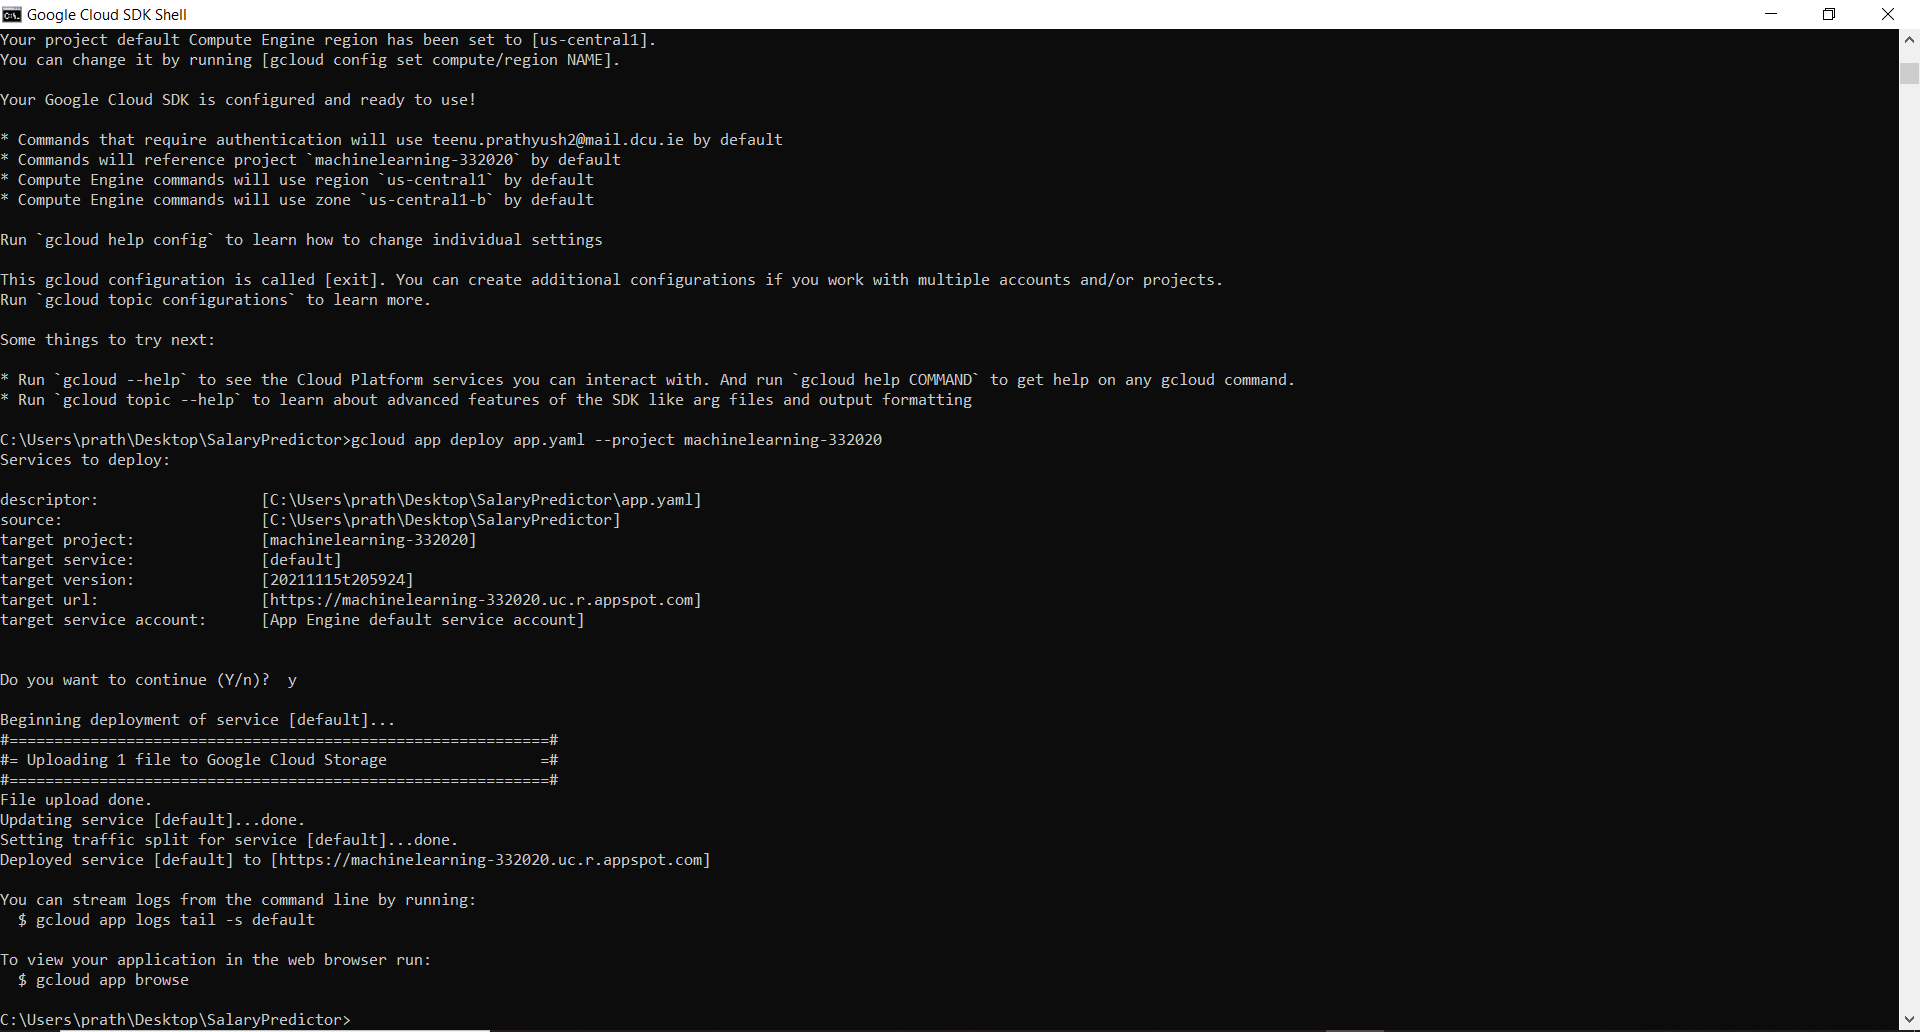 Google Cloud SDK Shell
Your project default Compute Engine region has been set to [us-central1].
You can change it by running [gcloud config set compute/region NAME].
Your Google Cloud SDK is configured and ready to use!
* Commands that require authentication will use teenu.prathyush2@mail.dcu.ie by default
* Commands will reference project `machinelearning-332020` by default
* Compute Engine commands will use region `us-central1` by default
* Compute Engine commands will use zone `us-central1-b` by default
Run `gcloud help config` to learn how to change individual settings
This gcloud configuration is called [exit]. You can create additional configurations if you work with multiple accounts and/or projects.
Run `gcloud topic configurations` to learn more.
Some things to try next:
* Run `gcloud --help` to see the Cloud Platform services you can interact with. And run `gcloud help COMMAND` to get help on any gcloud command.
* Run `gcloud topic --help` to learn about advanced features of the SDK like arg files and output formatting
C:\Users\prath\Desktop\SalaryPredictor>gcloud app deploy app.yaml --project machinelearning-332020
Services to deploy:
descriptor: [C:\Users\prath\Desktop\SalaryPredictor\app.yaml]
source: [C:\Users\prath\Desktop\SalaryPredictor]
target project: [machinelearning-332020]
target service: [default]
target version: [20211115t205924]
target url: [https://machinelearning-332020.uc.r.appspot.com]
target service account: [App Engine default service account]
Do you want to continue (Y/n)?  y
Beginning deployment of service [default]...
#============================================================#
#= Uploading 1 file to Google Cloud Storage                 =#
#============================================================#
File upload done.
Updating service [default]...done.
Setting traffic split for service [default]...done.
Deployed service [default] to [https://machinelearning-332020.uc.r.appspot.com]
You can stream logs from the command line by running:
$ gcloud app logs tail -s default
To view your application in the web browser run:
$ gcloud app browse
C:\Users\prath\Desktop\SalaryPredictor>